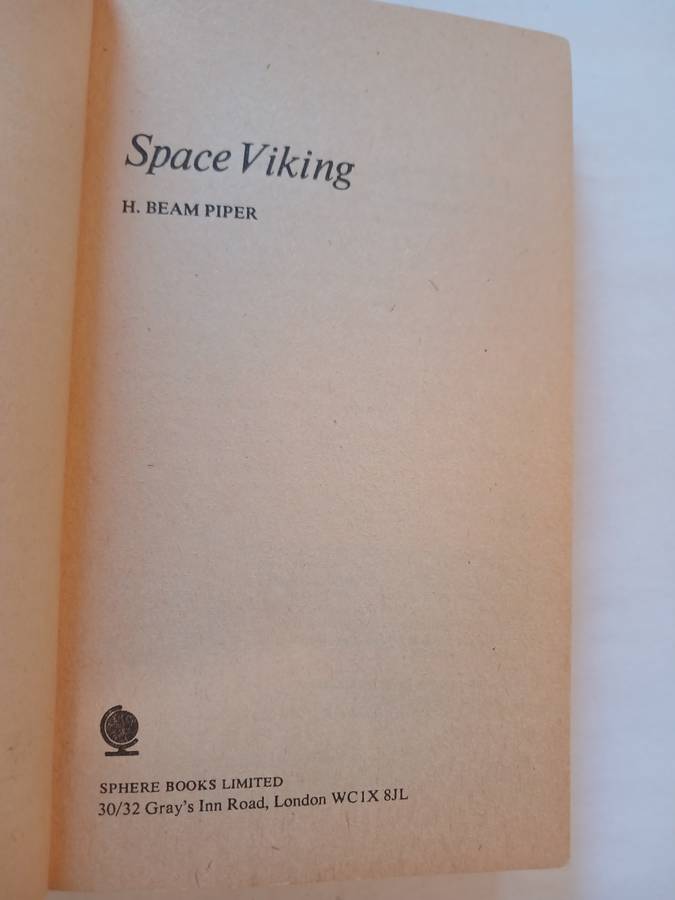 Space Viking
H. BEAM PIPER
SPHERE BOOKS LIMITED
30/32 Gray's Inn Road, London WC1X 8JL